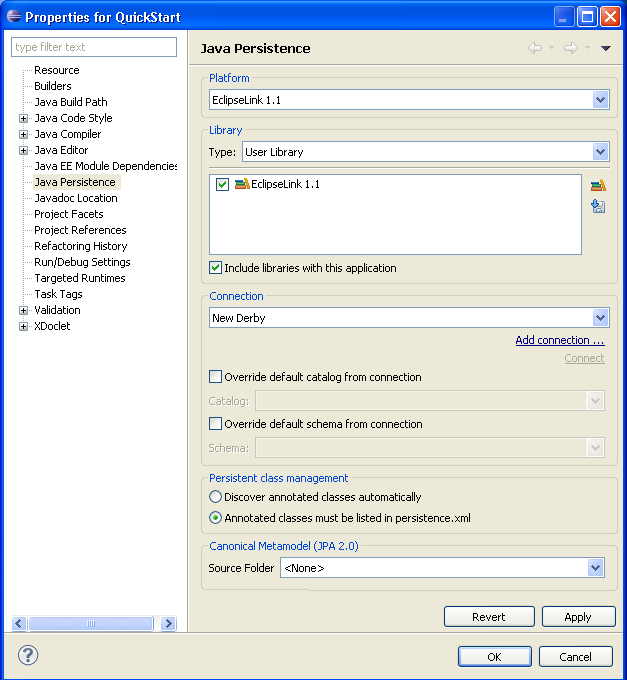 Properties for QuickStart
type filter text
Resource
Builders
Java Build Path
Java Code Style
Java Compiler
Java Editor
Java EE Module Dependencies
Java Persistence
Javadoc Location
Project Facets
Project References
Refactoring History
Run/Debug Settings
Targeted Runtimes
Task Tags
Validation
XDoclet
Java Persistence
Platform
EclipseLink 1.1
Library
Type: User Library
EclipseLink 1.1
Include libraries with this application
Connection
New Derby
Add connection ...
Connect
Override default catalog from connection
Catalog:
Override default schema from connection
Schema:
Persistent class management
Discover annotated classes automatically
Annotated classes must be listed in persistence.xml
Canonical Metamodel (JPA 2.0)
Source Folder <None>
Revert Apply
? OK Cancel